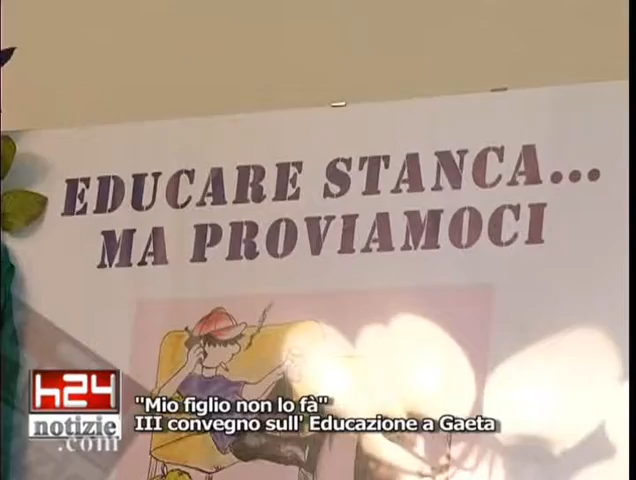 EDUCARE STANCA...
MA PROVIAMOCI
h24
notizie
.com
"Mio figlio non lo fà"
III convegno sull' Educazione a Gaeta